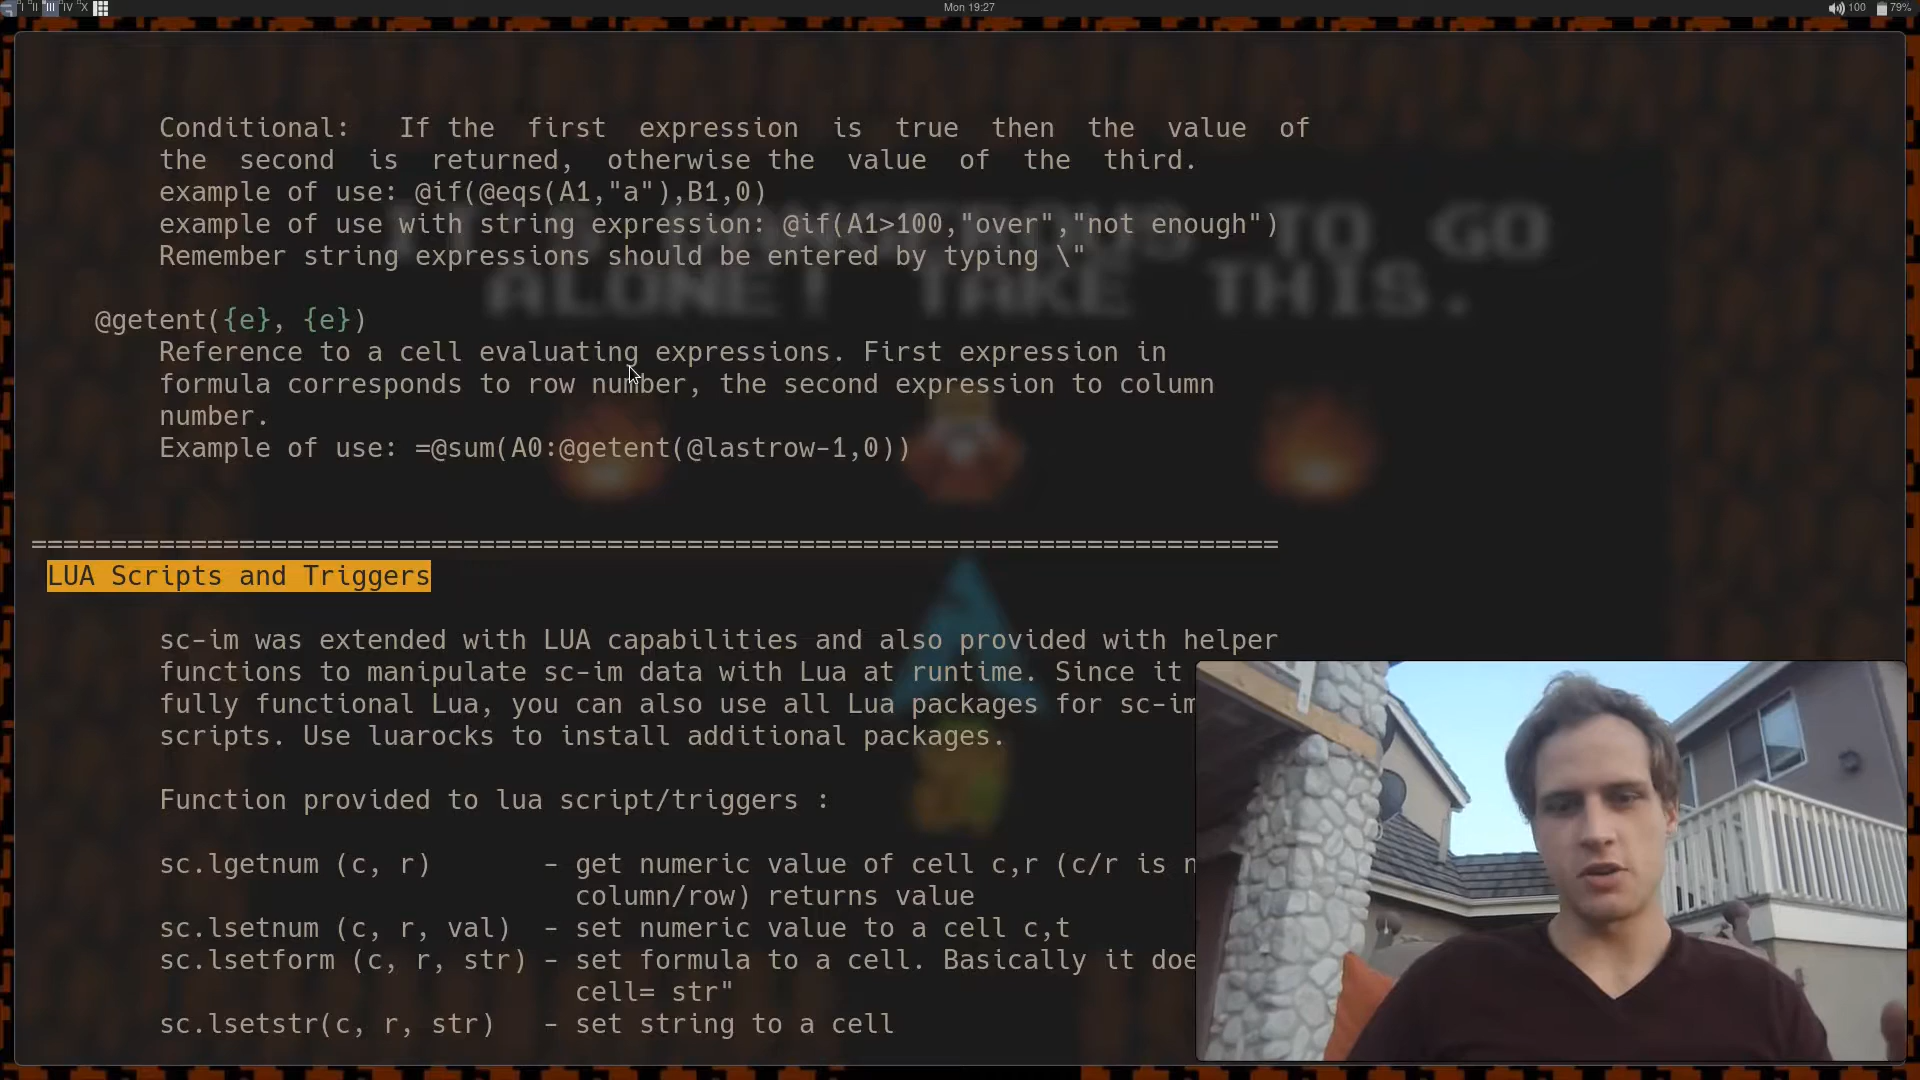 I II III IV X
Mon 19:27
100 79%
Conditional: If the first expression is true then the value of
the second is returned, otherwise the value of the third.
example of use: @if(@eqs(A1,"a"),B1,0)
example of use with string expression: @if(A1>100,"over","not enough")
Remember string expressions should be entered by typing \"
TO GO
ALONE! TAKE THIS.
@getent({e}, {e})
Reference to a cell evaluating expressions. First expression in
formula corresponds to row number, the second expression to column
number.
Example of use: =@sum(A0:@getent(@lastrow-1,0))
==============================================================================
LUA Scripts and Triggers
sc-im was extended with LUA capabilities and also provided with helper
functions to manipulate sc-im data with Lua at runtime. Since it
fully functional Lua, you can also use all Lua packages for sc-im
scripts. Use luarocks to install additional packages.
Function provided to lua script/triggers :
sc.lgetnum (c, r) - get numeric value of cell c,r (c/r is n
column/row) returns value
sc.lsetnum (c, r, val) - set numeric value to a cell c,t
sc.lsetform (c, r, str) - set formula to a cell. Basically it doe
cell= str"
sc.lsetstr(c, r, str) - set string to a cell